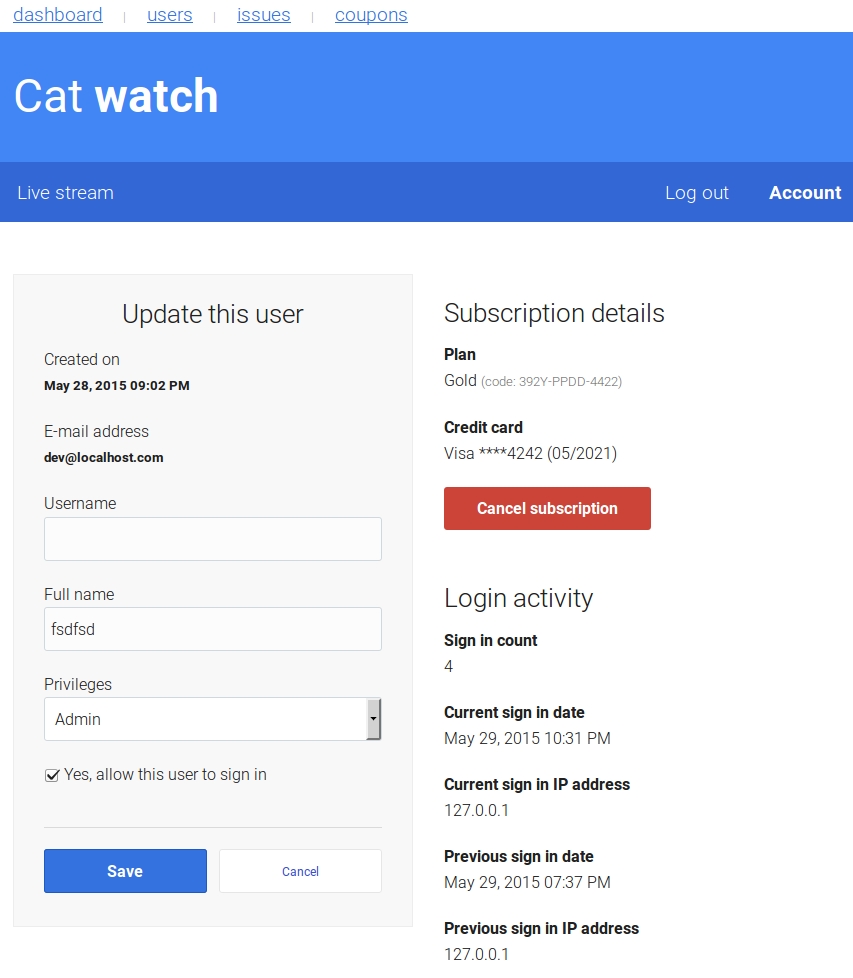 dashboard | users | issues | coupons
Cat watch
Live stream
Log out
Account
Update this user
Created on
May 28, 2015 09:02 PM
E-mail address
dev@localhost.com
Username
Full name
fsdfsd
Privileges
Admin
Yes, allow this user to sign in
Save
Cancel
Subscription details
Plan
Gold (code: 392Y-PPDD-4422)
Credit card
Visa ****4242 (05/2021)
Cancel subscription
Login activity
Sign in count
4
Current sign in date
May 29, 2015 10:31 PM
Current sign in IP address
127.0.0.1
Previous sign in date
May 29, 2015 07:37 PM
Previous sign in IP address
127.0.0.1